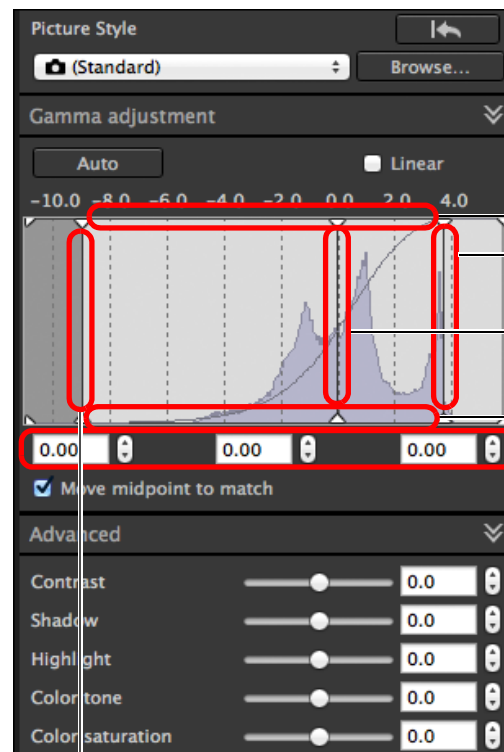 Picture Style
(Standard)
Browse...
Gamma adjustment
Auto
Linear
-10.0 -8.0 -6.0 -4.0 -2.0 0.0 2.0 4.0
0.00 0.00 0.00
Move midpoint to match
Advanced
Contrast 0.0
Shadow 0.0
Highlight 0.0
Color tone 0.0
Color saturation 0.0